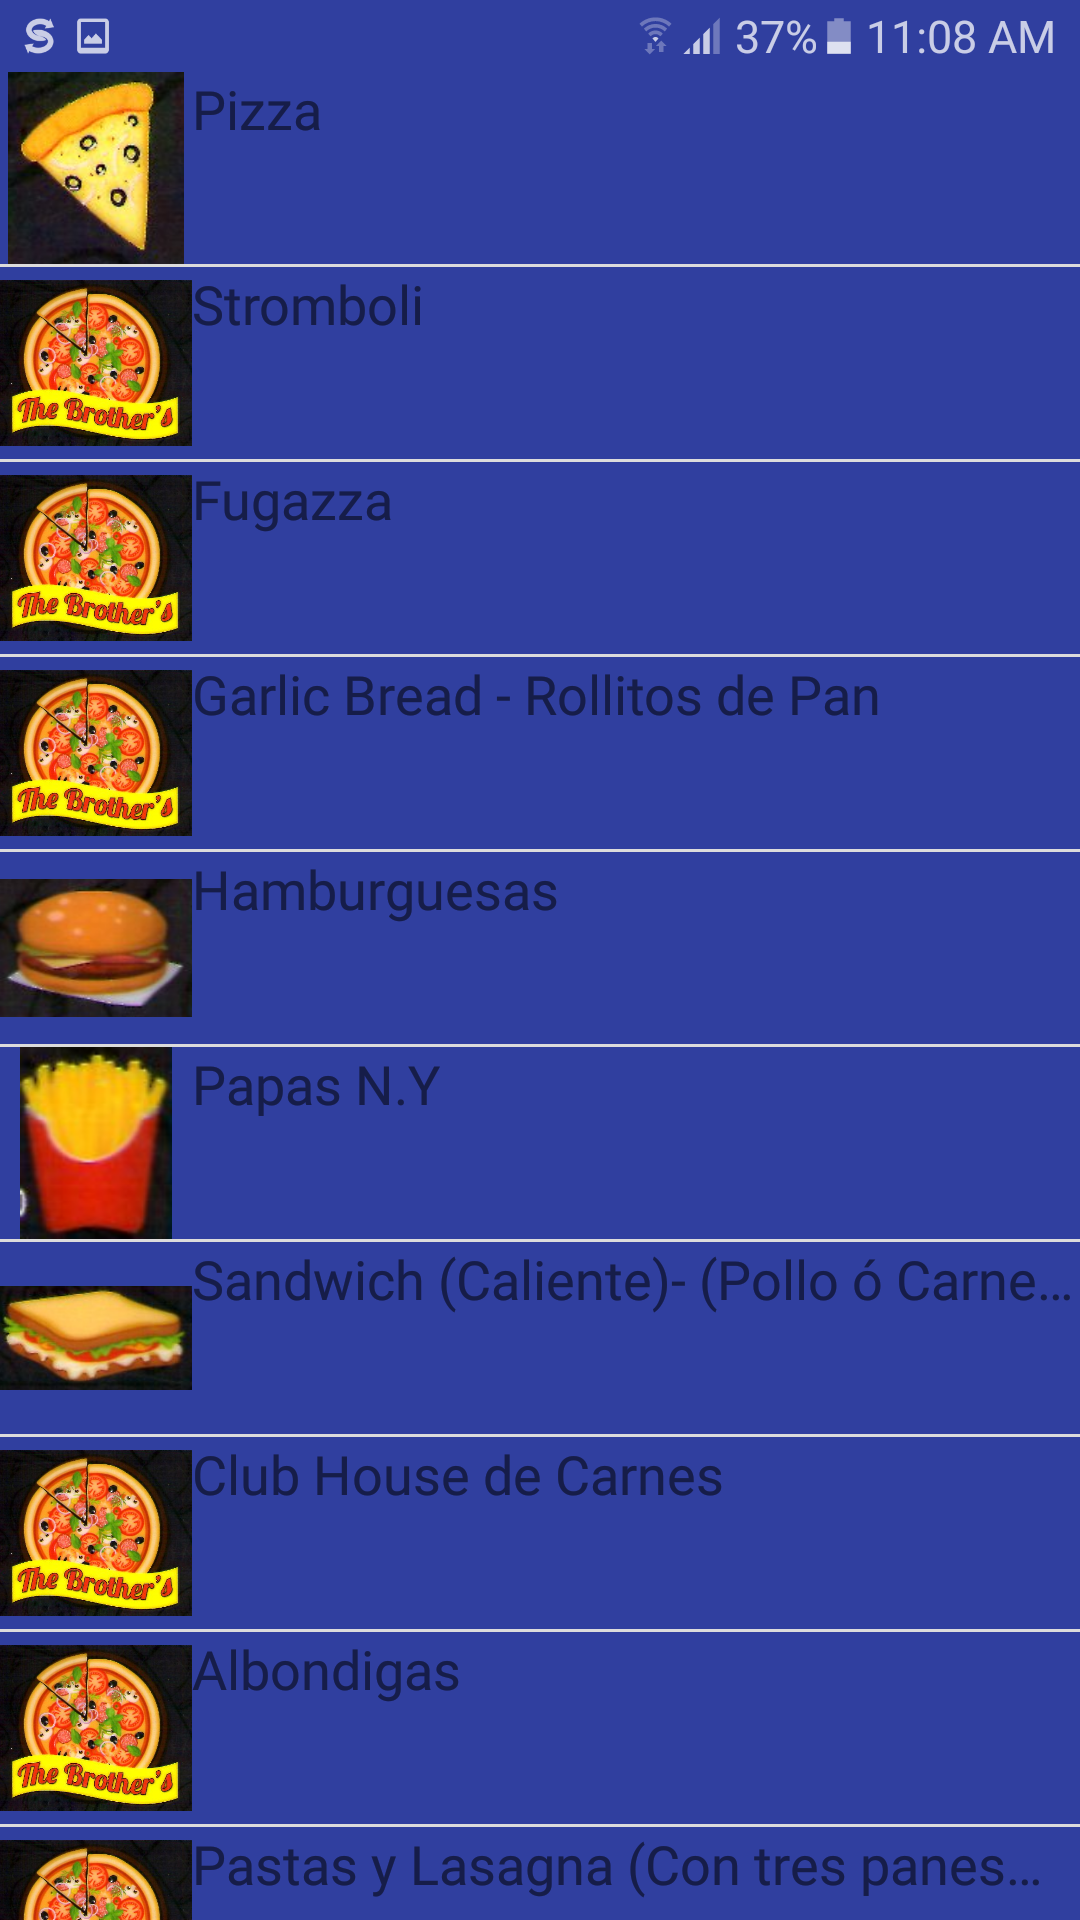 S 37% 11:08 AM
Pizza
Stromboli
The Brother's
Fugazza
The Brother's
Garlic Bread - Rollitos de Pan
The Brother's
Hamburguesas
Papas N.Y
Sandwich (Caliente)- (Pollo ó Carne...
Club House de Carnes
The Brother's
Albondigas
The Brother's
Pastas y Lasagna (Con tres panes...